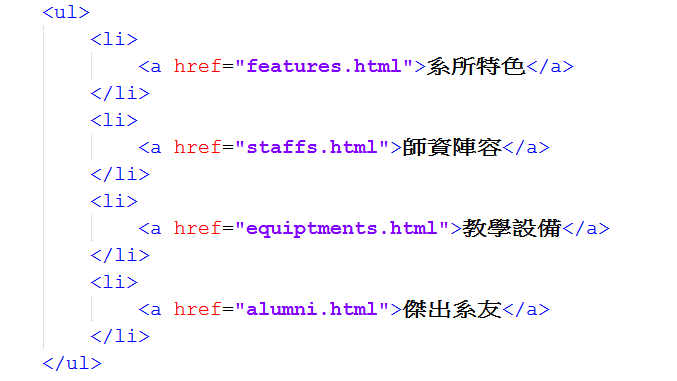 <ul>
<li>
<a href="features.html">系所特色</a>
</li>
<li>
<a href="staffs.html">師資陣容</a>
</li>
<li>
<a href="equiptments.html">教學設備</a>
</li>
<li>
<a href="alumni.html">傑出系友</a>
</li>
</ul>